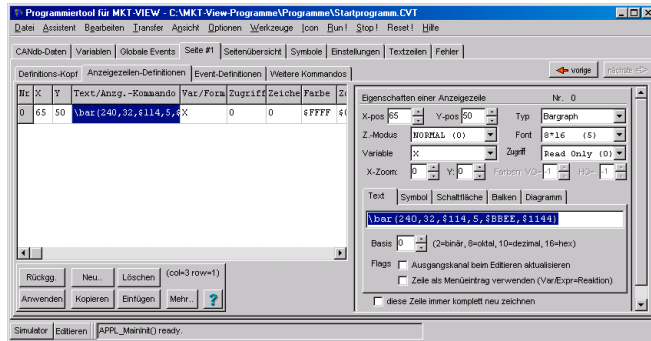 Programmiertool für MKT-VIEW - C:\MKT-View-Programme\Programme\Startprogramm.CVT
Datei Assistent Bearbeiten Transfer Ansicht Optionen Werkzeuge Icon Run! Stop! Reset! Hilfe
CANdb-Daten Variablen Globale Events Seite #1 Seitenübersicht Symbole Einstellungen Textzeilen Fehler
Definitions-Kopf Anzeigezeilen-Definitionen Event-Definitionen Weitere Kommandos vorige nächste
Nr X Y Text/Anzg.-Kommando Var/Form Zugriff Zeiche Farbe
0 65 50 \bar(240,32,$114,5,$ X 0 0 $FFFF
Eigenschaften einer Anzeigezeile Nr. 0
X-pos 65 Y-pos 50 Typ Bargraph
Z.-Modus NORMAL (0) Font 8*16 (5)
Variable X Zugriff Read Only (0)
X-Zoom: 0 Y: 0 Farben: VG= -1 HG= -1
Text Symbol Schaltfläche Balken Diagramm
\bar(240,32,$114,5,$BBEE,$1144)
Basis 0 (2=binär, 8=oktal, 10=dezimal, 16=hex)
Flags Ausgangskanal beim Editieren aktualisieren
Zeile als Menüeintrag verwenden (Var/Expr=Reaktion)
diese Zeile immer komplett neu zeichnen
Rückgg. Neu.. Löschen (col=3 row=1)
Anwenden Kopieren Einfügen Mehr.. ?
Simulator Editieren APPL_MainInit() ready.